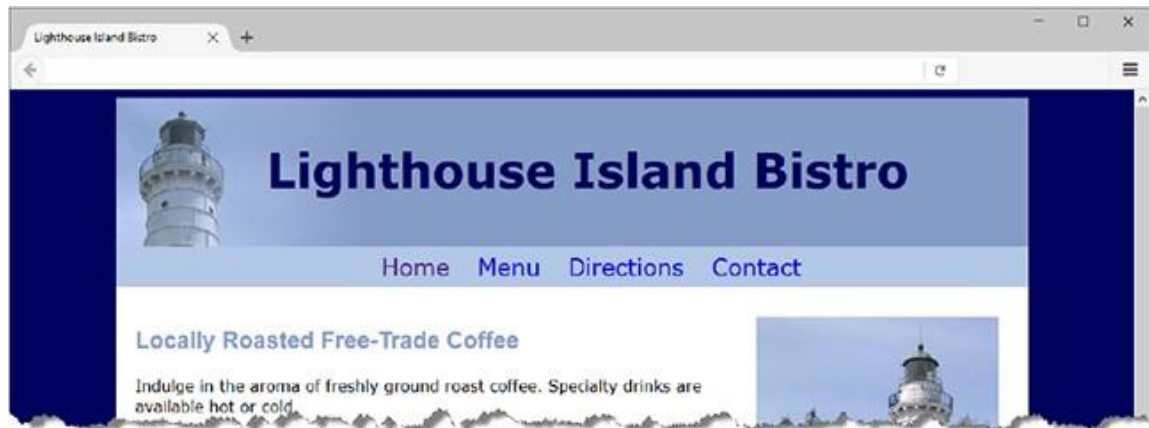 Lighthouse Island Bistro
Lighthouse Island Bistro
Home Menu Directions Contact
Locally Roasted Free-Trade Coffee
Indulge in the aroma of freshly ground roast coffee. Specialty drinks are
available hot or cold